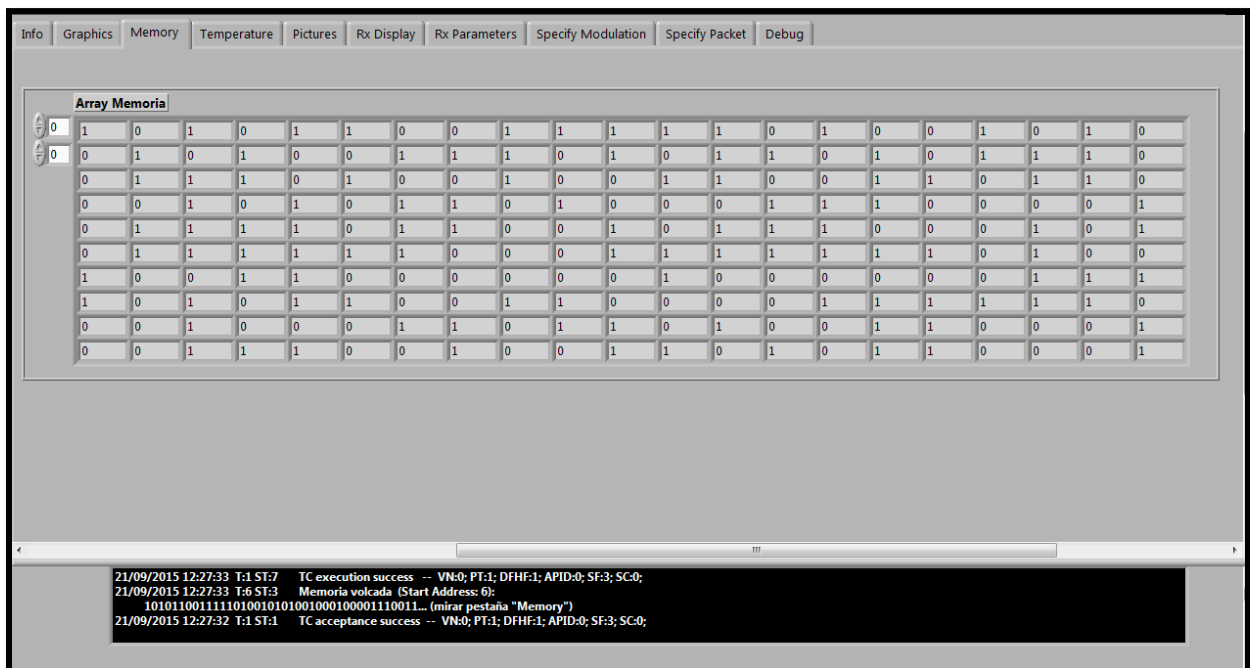 Info Graphics Memory Temperature Pictures Rx Display Rx Parameters Specify Modulation Specify Packet Debug
Array Memoria
0 1 0 1 0 1 1 0 0 1 1 1 1 1 0 1 0 0 1 0 1 0
0 0 1 0 1 0 0 1 1 1 0 1 0 1 1 0 1 0 1 1 1 0
0 1 1 1 0 1 0 0 1 0 0 1 1 0 0 1 1 0 1 1 0
0 0 1 0 1 0 1 1 0 1 0 0 0 1 1 1 0 0 0 0 1
0 1 1 1 1 0 1 1 0 0 1 0 1 1 1 0 0 0 1 0 1
0 1 1 1 1 1 1 0 0 0 1 1 1 1 1 1 1 0 1 0 0
1 0 0 1 1 0 0 0 0 0 0 1 0 0 0 0 0 0 1 1 1
1 0 1 0 1 1 0 0 1 1 0 0 0 0 1 1 1 1 1 1 0
0 0 1 0 0 0 1 1 0 1 1 0 1 0 0 1 1 0 0 0 1
0 0 1 1 1 0 0 1 0 0 1 1 0 1 0 1 1 0 0 0 1
21/09/2015 12:27:33 T:1 ST:7 TC execution success -- VN:0; PT:1; DFHF:1; APID:0; SF:3; SC:0;
21/09/2015 12:27:33 T:6 ST:3 Memoria volcada (Start Address: 6):
1010110011111010010101001000100001110011... (mirar pestaña "Memory")
21/09/2015 12:27:32 T:1 ST:1 TC acceptance success -- VN:0; PT:1; DFHF:1; APID:0; SF:3; SC:0;